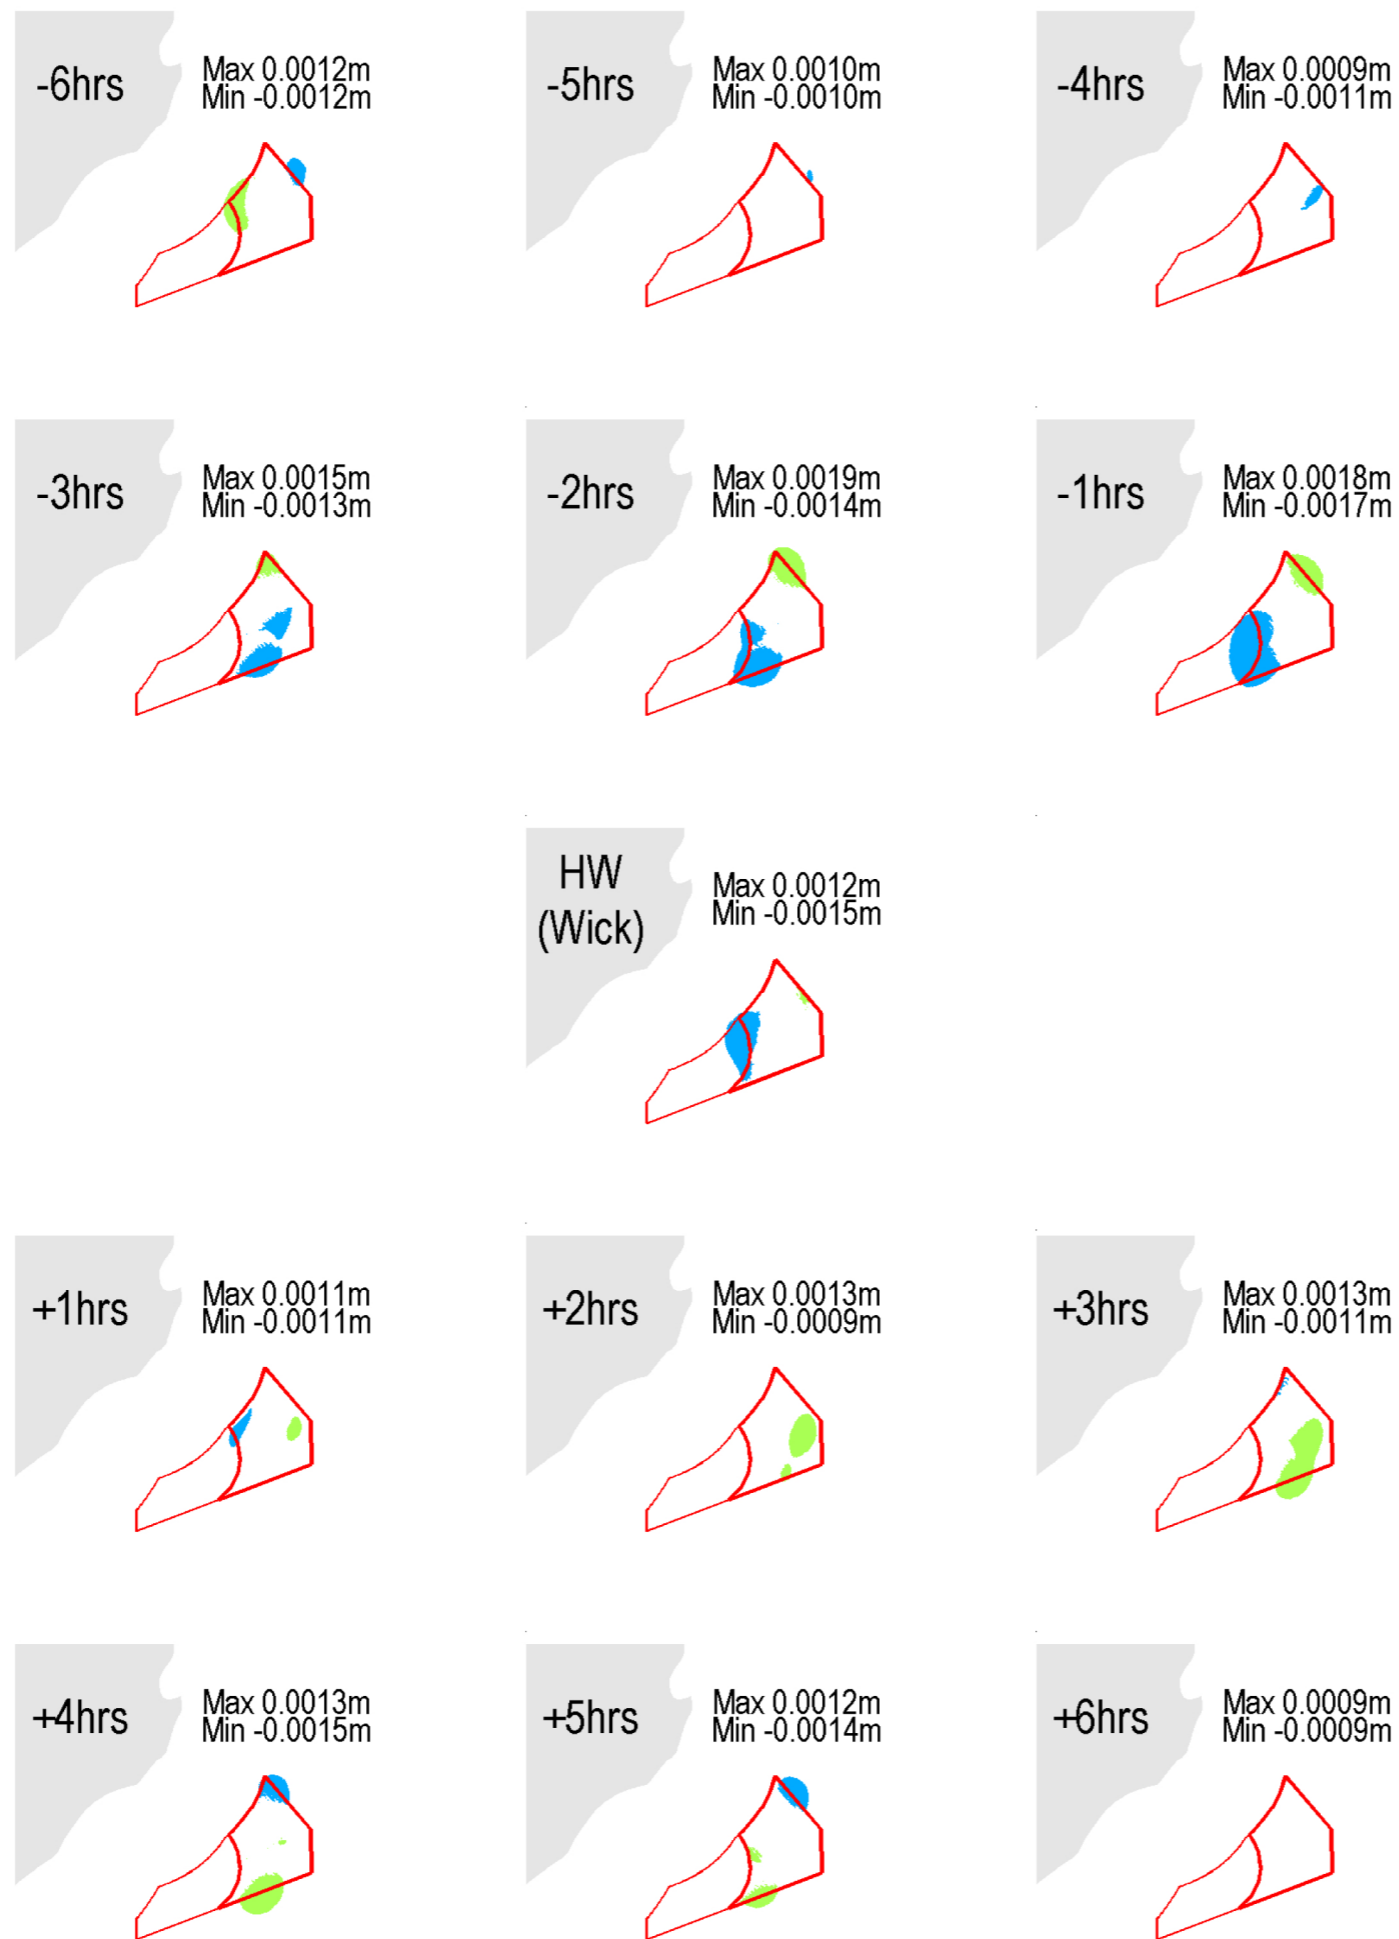 -6hrs
Max 0.0012m
Min -0.0012m
-5hrs
Max 0.0010m
Min -0.0010m
-4hrs
Max 0.0009m
Min -0.0011m
-3hrs
Max 0.0015m
Min -0.0013m
-2hrs
Max 0.0019m
Min -0.0014m
-1hrs
Max 0.0018m
Min -0.0017m
HW
(Wick)
Max 0.0012m
Min -0.0015m
+1hrs
Max 0.0011m
Min -0.0011m
+2hrs
Max 0.0013m
Min -0.0009m
+3hrs
Max 0.0013m
Min -0.0011m
+4hrs
Max 0.0013m
Min -0.0015m
+5hrs
Max 0.0012m
Min -0.0014m
+6hrs
Max 0.0009m
Min -0.0009m